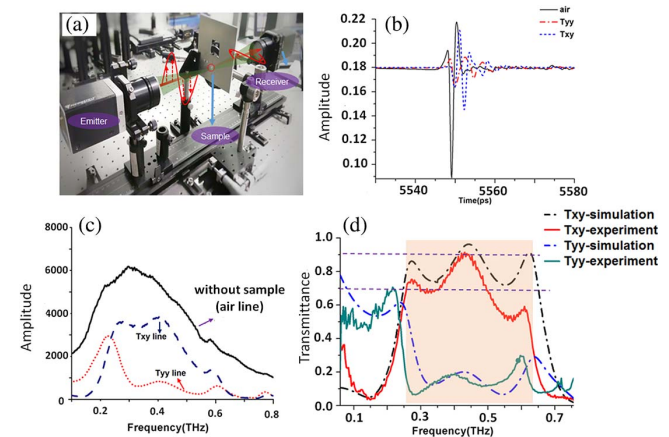 (a)
Emitter
Sample
Receiver
(b)
air
Tyy
Txy
Amplitude
0.22
0.20
0.18
0.16
0.14
0.12
0.10
5540
5560
5580
Time(ps)
(c)
8000
6000
4000
2000
0
Amplitude
without sample
(air line)
Txy line
Tyy line
0.2
0.4
0.6
0.8
Frequency(THz)
(d)
Txy-simulation
Txy-experiment
Tyy-simulation
Tyy-experiment
Transmittance
1.0
0.8
0.6
0.4
0.2
0.0
0.3
0.5
0.7
Frequency(THz)